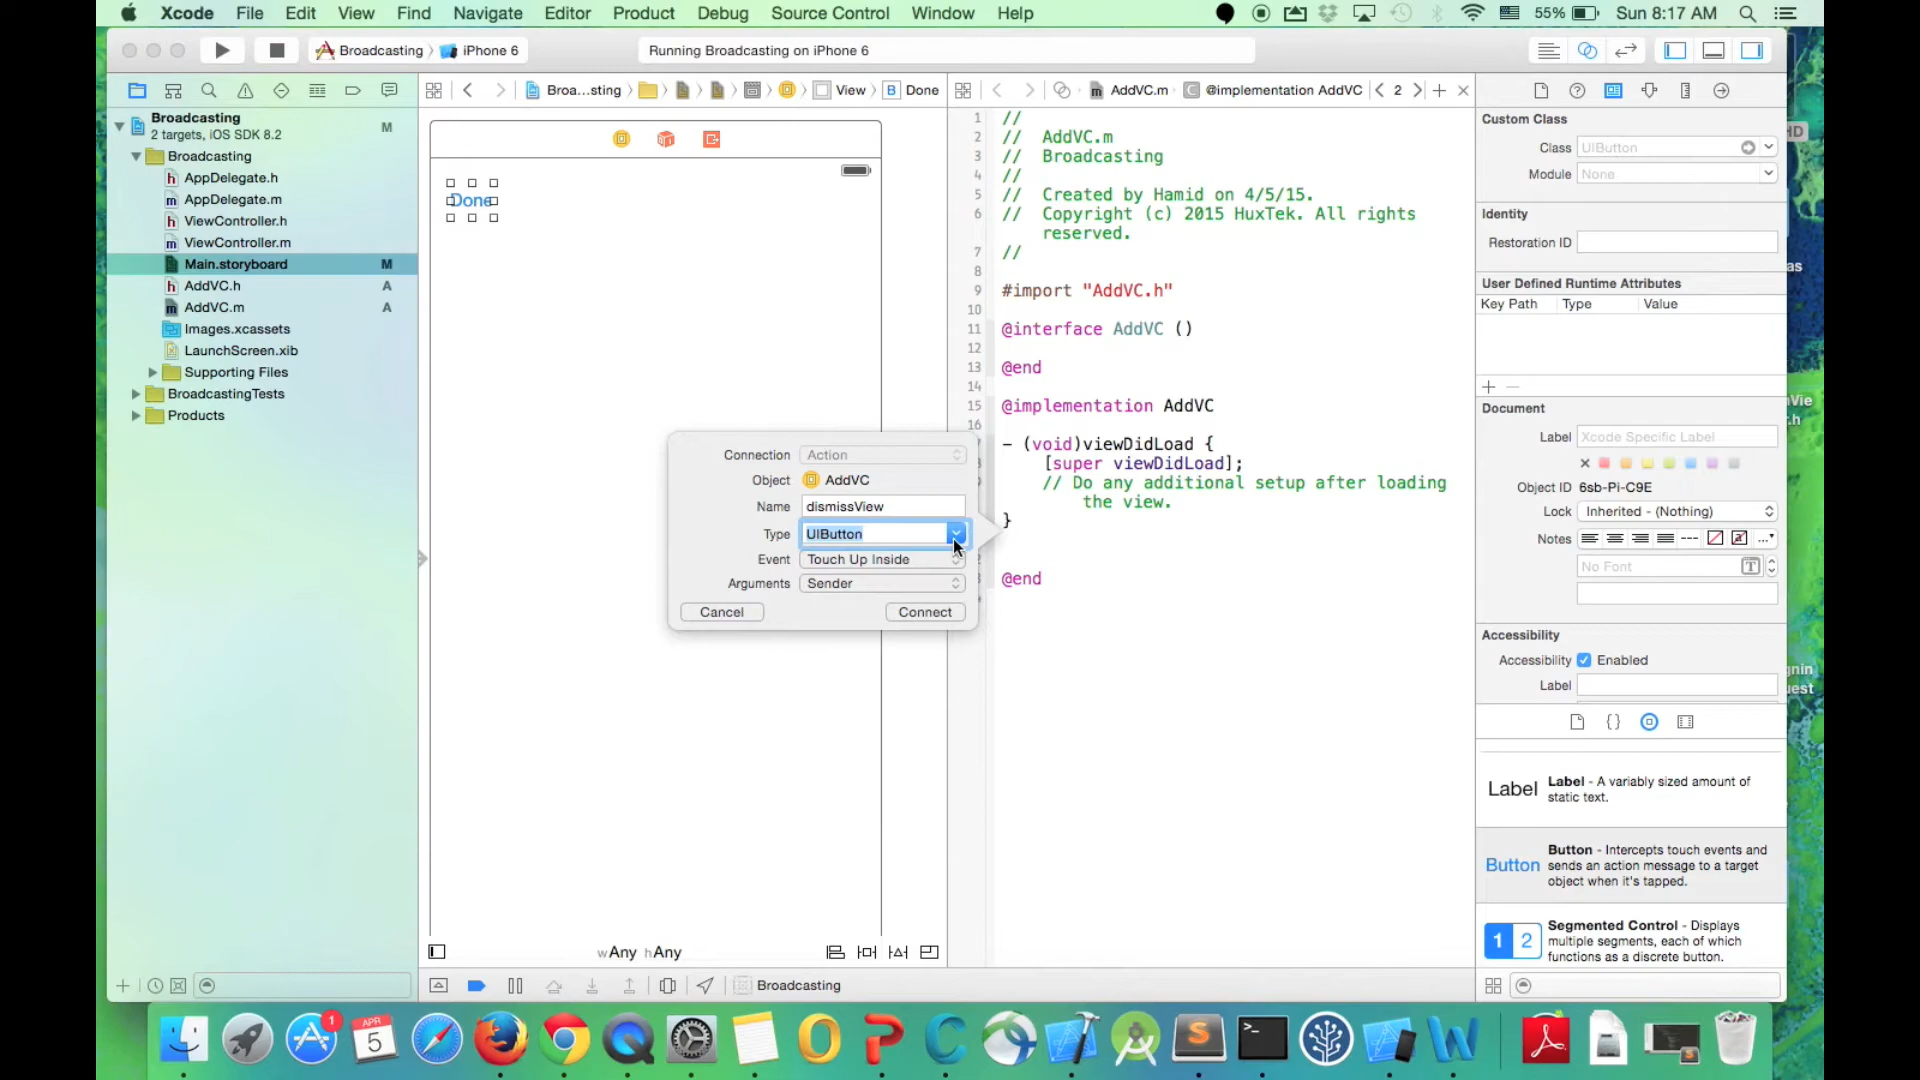 Xcode File Edit View Find Navigate Editor Product Debug Source Control Window Help 55% Sun 8:17 AM
Broadcasting iPhone 6 Running Broadcasting on iPhone 6
Broa...sting View B Done
AddVC.m C @implementation AddVC 2
Broadcasting
2 targets, iOS SDK 8.2
M
Broadcasting
h AppDelegate.h
m AppDelegate.m
h ViewController.h
m ViewController.m
Main.storyboard M
h AddVC.h A
m AddVC.m A
Images.xcassets
LaunchScreen.xib
Supporting Files
BroadcastingTests
Products
Done
Connection Action
Object AddVC
Name dismissView
Type UIButton
Event Touch Up Inside
Arguments Sender
Cancel Connect
wAny hAny
Broadcasting
1 //
2 // AddVC.m
3 // Broadcasting
4 //
5 // Created by Hamid on 4/5/15.
6 // Copyright (c) 2015 HuxTek. All rights
reserved.
7 //
8
9 #import "AddVC.h"
10
11 @interface AddVC ()
12
13 @end
14
15 @implementation AddVC
16
- (void)viewDidLoad {
[super viewDidLoad];
// Do any additional setup after loading
the view.
}
@end
Custom Class
Class UIButton
Module None
Identity
Restoration ID
User Defined Runtime Attributes
Key Path Type Value
Document
Label Xcode Specific Label
Object ID 6sb-Pi-C9E
Lock Inherited - (Nothing)
Notes
No Font T
Accessibility
Accessibility Enabled
Label
Label Label - A variably sized amount of
static text.
Button Button - Intercepts touch events and
sends an action message to a target
object when it's tapped.
1 2 Segmented Control - Displays
multiple segments, each of which
functions as a discrete button.
1
APR
5